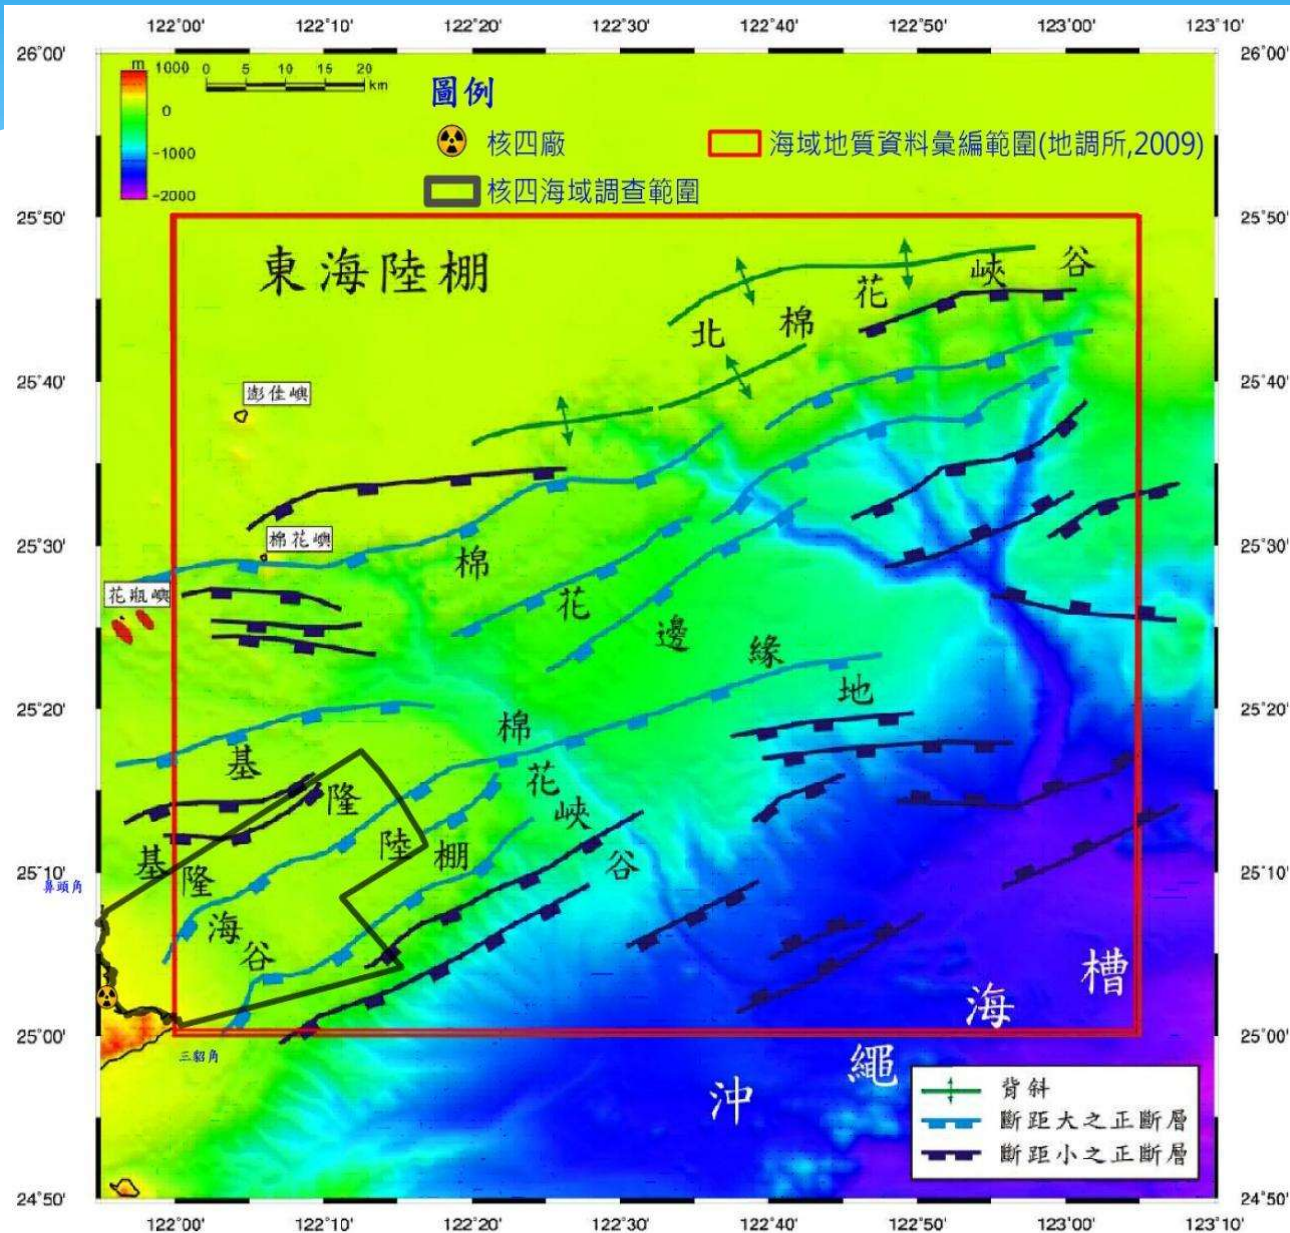 122°00' 122°10' 122°20' 122°30' 122°40' 122°50' 123°00' 123°10'
26°00' 26°00'
m 1000 0 5 10 15 20 km
0
-1000
-2000
圖例
核四廠 海域地質資料彙編範圍(地調所,2009)
核四海域調查範圍
25°50' 25°50'
東海陸棚
北棉花峽谷
25°40' 25°40'
澎佳嶼
棉花嶼
25°30' 25°30'
花瓶嶼
棉花邊緣地
25°20' 25°20'
棉花峽谷
基隆陸棚
25°10' 25°10'
基隆海谷
鼻頭角
25°00' 25°00'
三貂角
沖繩海槽
背斜
斷距大之正斷層
斷距小之正斷層
24°50' 24°50'
122°00' 122°10' 122°20' 122°30' 122°40' 122°50' 123°00' 123°10'